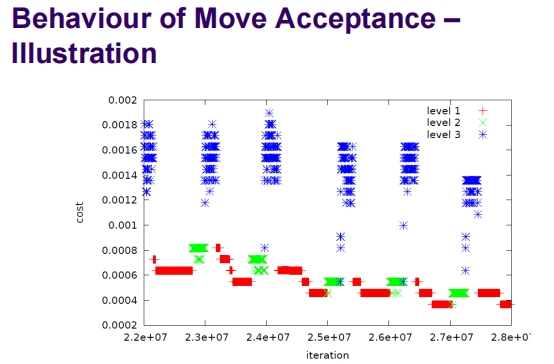 Behaviour of Move Acceptance –
Illustration
0.002
0.0018
0.0016
0.0014
0.0012
0.001
0.0008
0.0006
0.0004
0.0002
cost
level 1
level 2
level 3
2.2e+07 2.3e+07 2.4e+07 2.5e+07 2.6e+07 2.7e+07 2.8e+0
iteration